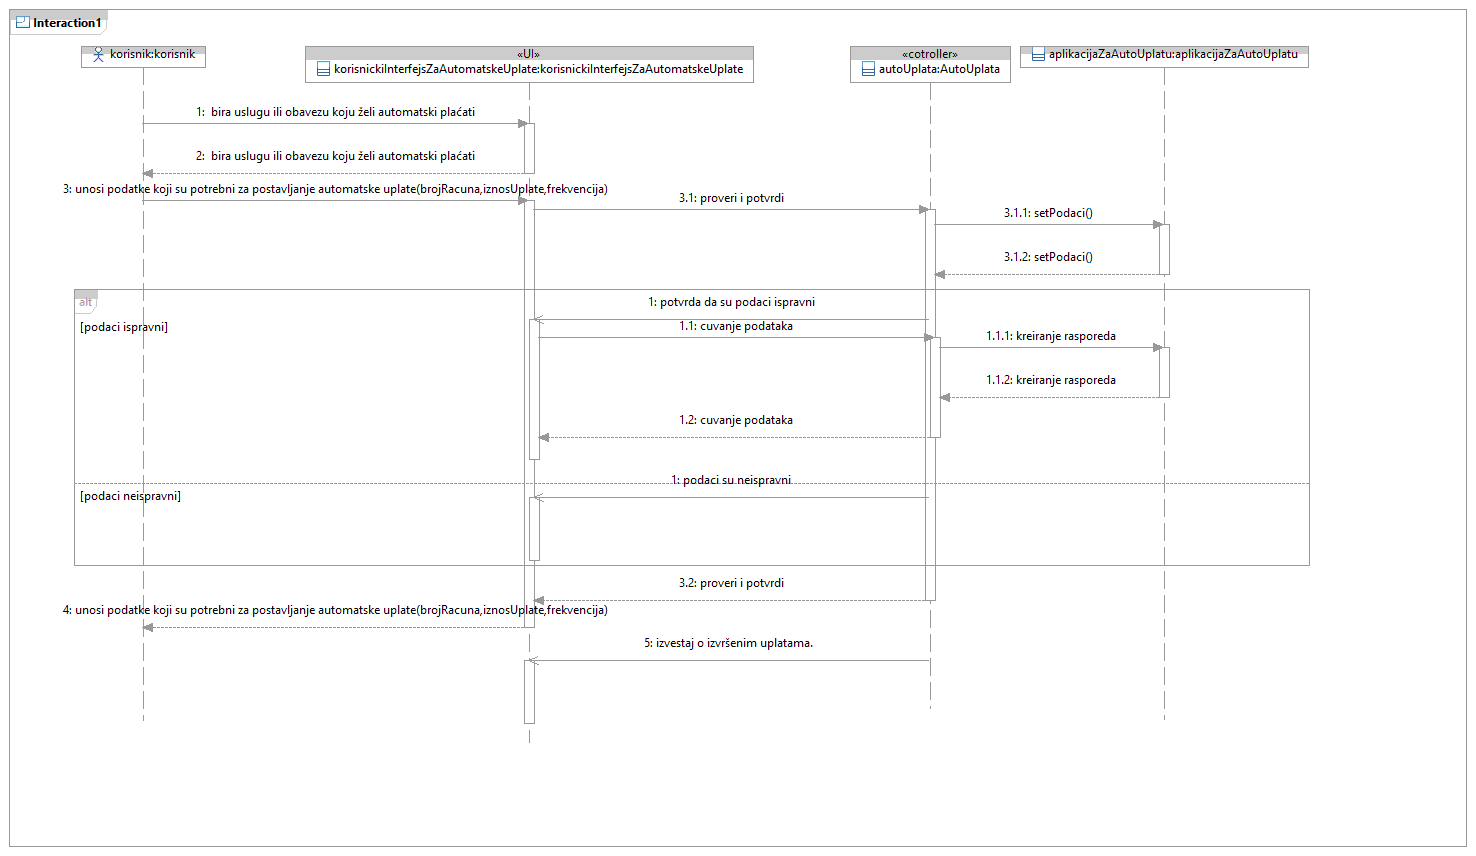 Interaction1
korisnik:korisnik
«UI»
korisnickiInterfejsZaAutomatskeUplate:korisnickiInterfejsZaAutomatskeUplate
«cotroller»
autoUplata:AutoUplata
aplikacijaZaAutoUplatu:aplikacijaZaAutoUplatu
1: bira uslugu ili obavezu koju želi automatski plaćati
2: bira uslugu ili obavezu koju želi automatski plaćati
3: unosi podatke koji su potrebni za postavljanje automatske uplate(brojRacuna,iznosUplate,frekvencija)
3.1: proveri i potvrdi
3.1.1: setPodaci()
3.1.2: setPodaci()
alt
1: potvrda da su podaci ispravni
[podaci ispravni]
1.1: cuvanje podataka
1.1.1: kreiranje rasporeda
1.1.2: kreiranje rasporeda
1.2: cuvanje podataka
1: podaci su neispravni
[podaci neispravni]
3.2: proveri i potvrdi
4: unosi podatke koji su potrebni za postavljanje automatske uplate(brojRacuna,iznosUplate,frekvencija)
5: izvestaj o izvršenim uplatama.